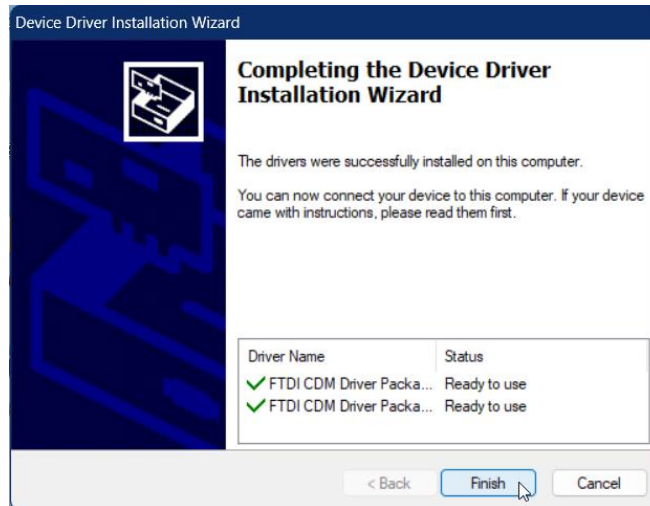 Device Driver Installation Wizard
Completing the Device Driver
Installation Wizard
The drivers were successfully installed on this computer.
You can now connect your device to this computer. If your device
came with instructions, please read them first.
Driver Name Status
FTDI CDM Driver Packa... Ready to use
FTDI CDM Driver Packa... Ready to use
< Back Finish Cancel